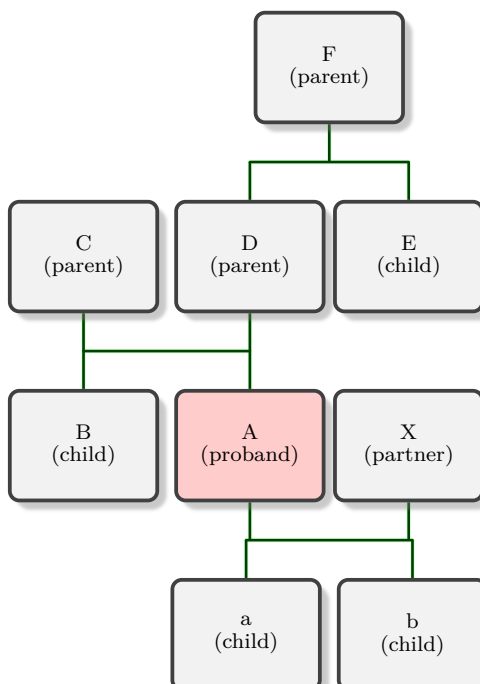 F
(parent)
C
(parent)
D
(parent)
E
(child)
B
(child)
A
(proband)
X
(partner)
a
(child)
b
(child)